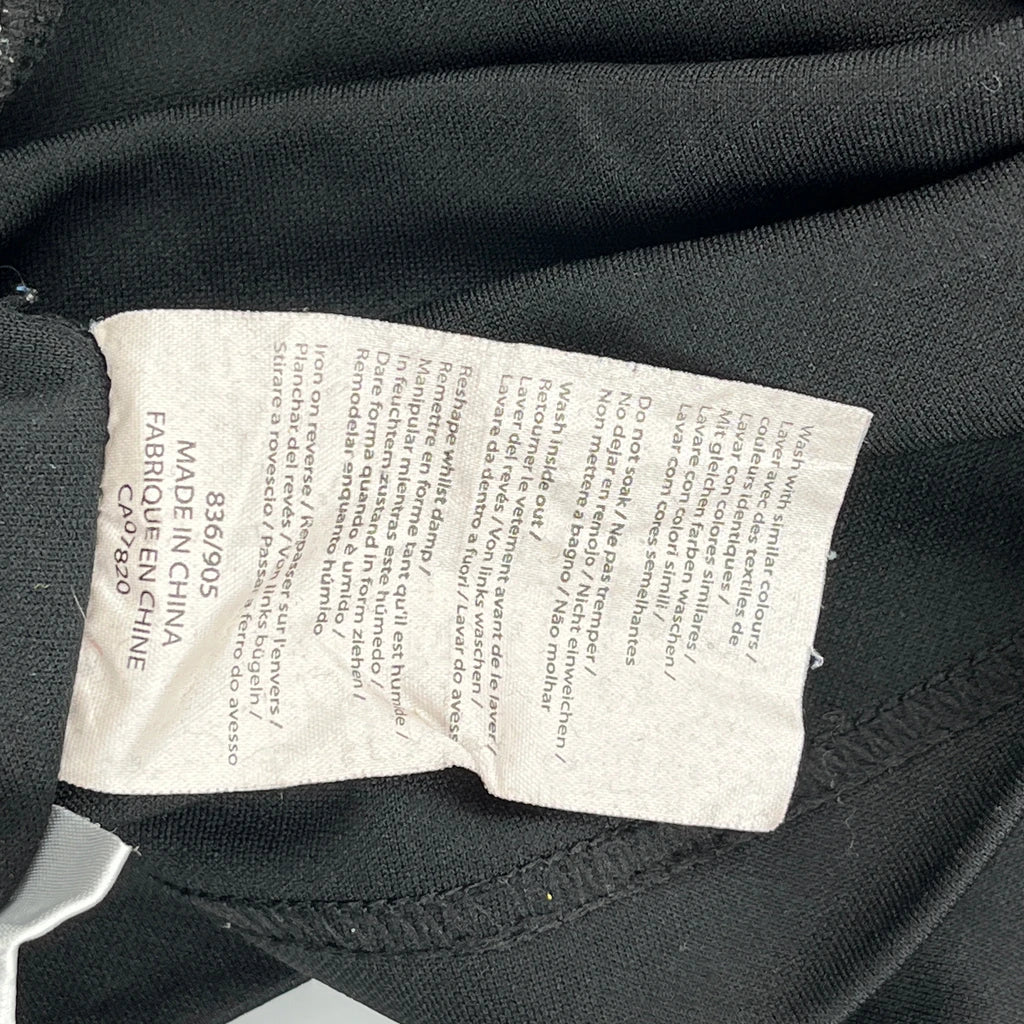 Wash with similar colours /
Laver avec des textiles de
couleurs identiques /
Lavar con colores similares /
Mit gleichen farben waschen /
Lavare con colori simili /
Lavar com cores semelhantes
Do not soak / Ne pas tremper /
No dejar en remojo / Nicht einweichen /
Non mettere a bagno / Não molhar
Wash inside out /
Retourner le vetement avant de le laver /
Laver del revés / Von links waschen /
Lavare da dentro a fuori / Lavar do avess
Reshape whilst damp /
Remettre en forme tant qu'il est humide /
Manipular mientras este húmedo /
In feuchtem zustand in form ziehen /
Dare forma quando è umido /
Remodelar enquanto húmido
Iron on reverse / Repasser sur l'envers /
Planchar del revés / Von links bügeln /
Stirare a rovescio / a ferro do avesso
836/905
MADE IN CHINA
FABRIQUE EN CHINE
CA07820